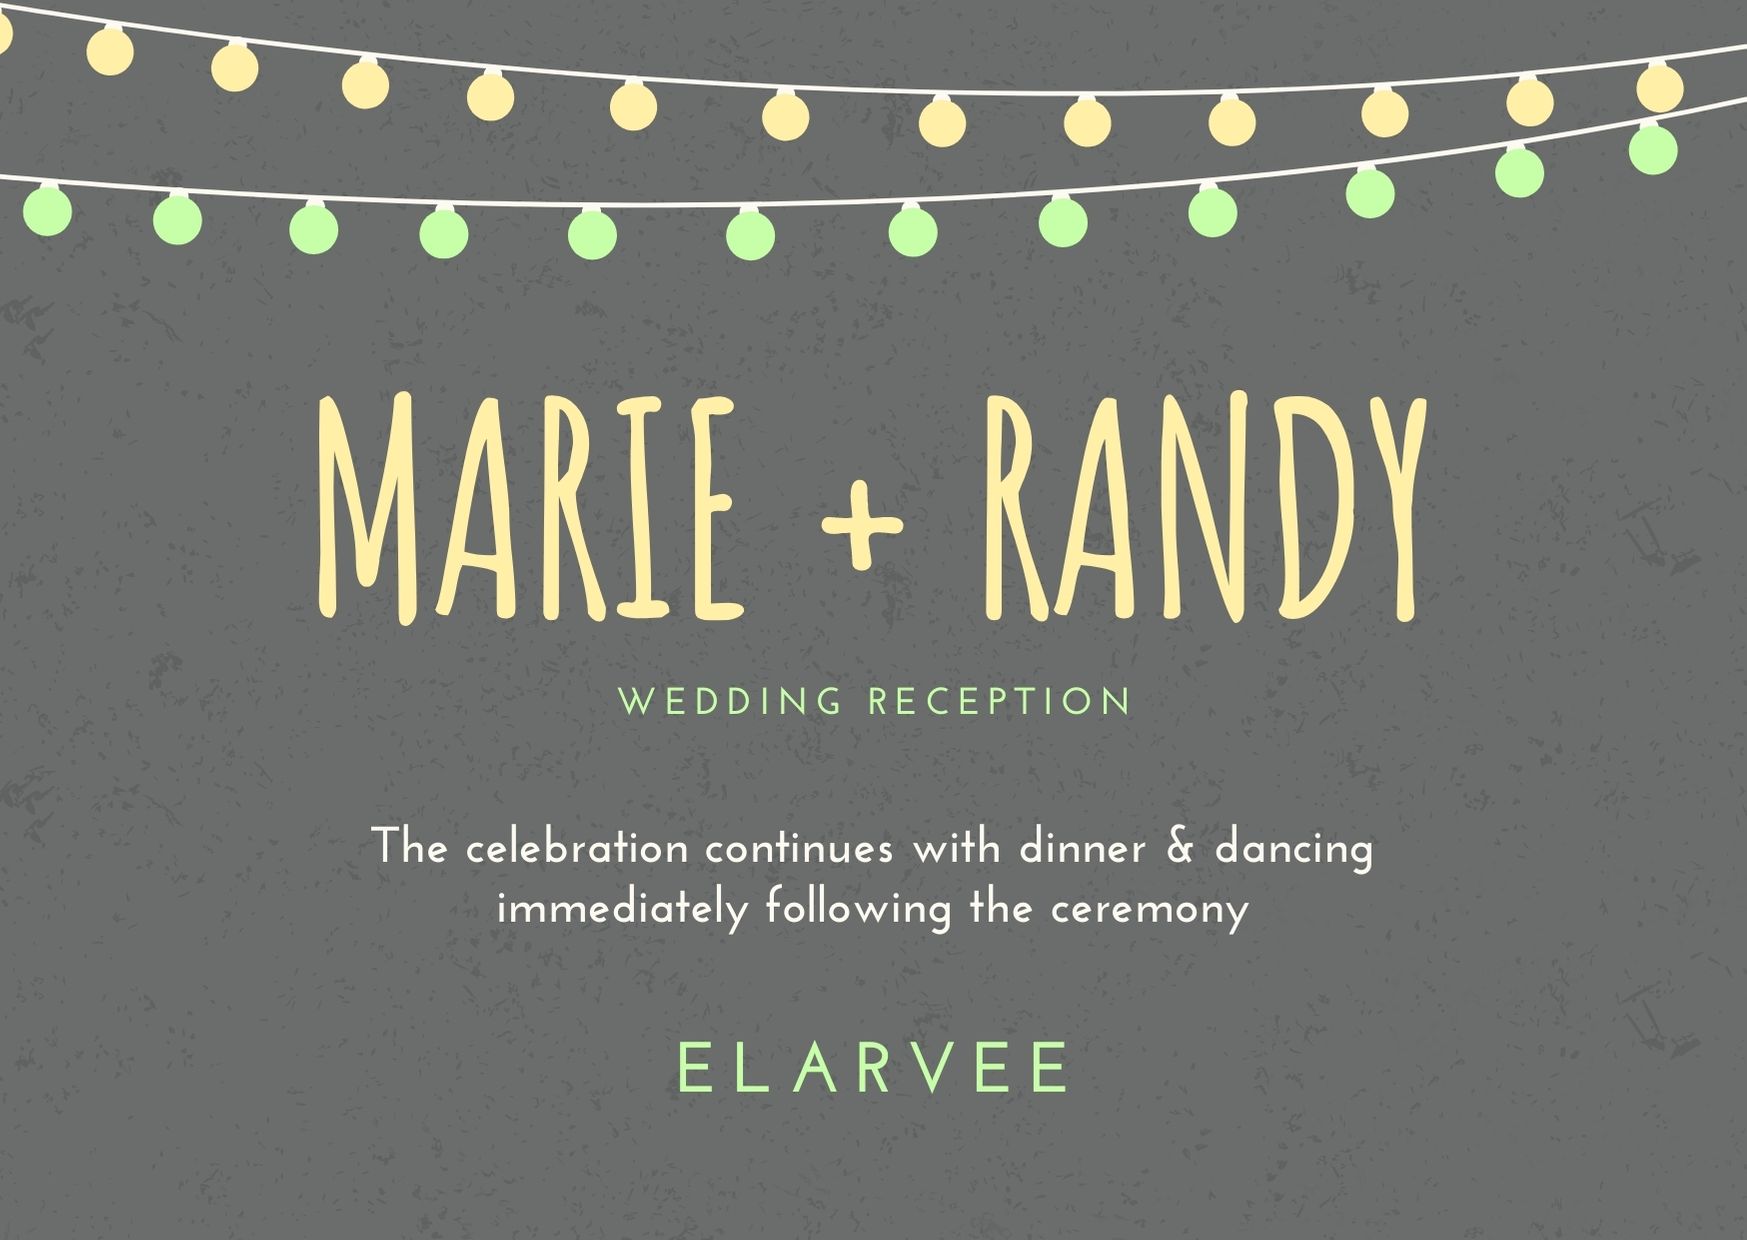 MARIE + RANDY
WEDDING RECEPTION
The celebration continues with dinner & dancing
immediately following the ceremony
ELARVEE